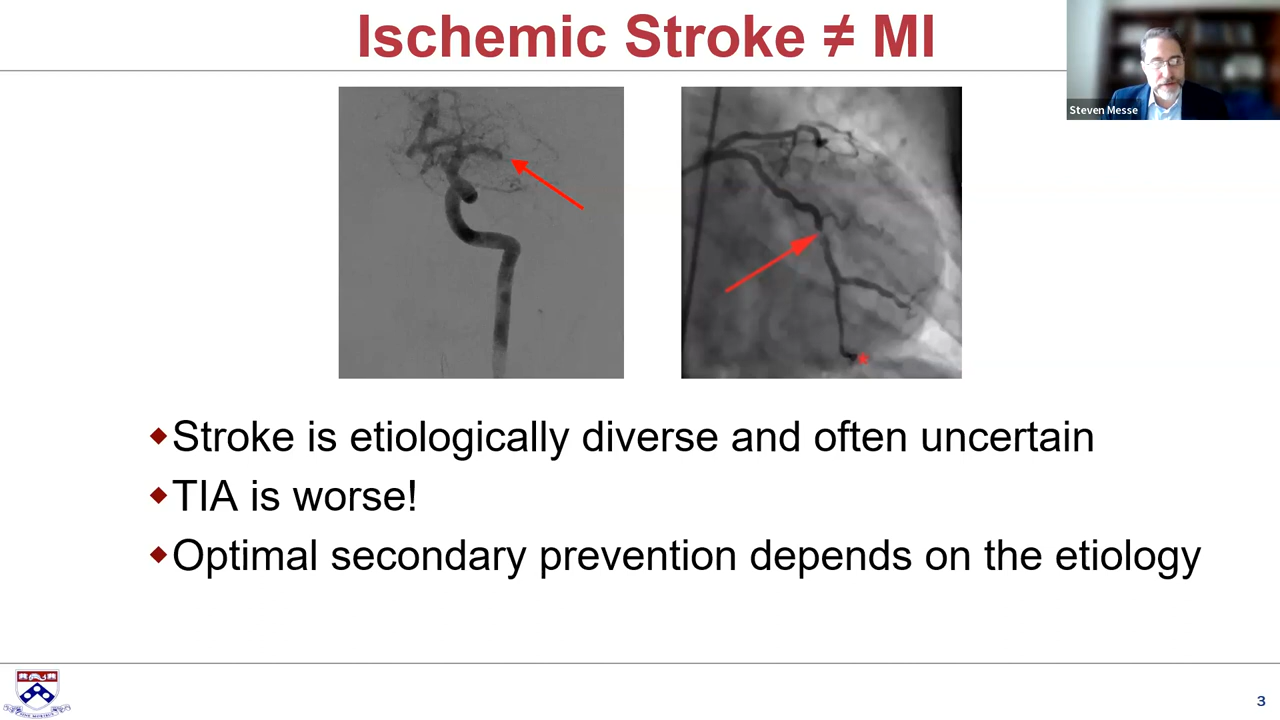 Ischemic Stroke ≠ MI
Steven Messe
*
Stroke is etiologically diverse and often uncertain
TIA is worse!
Optimal secondary prevention depends on the etiology
3